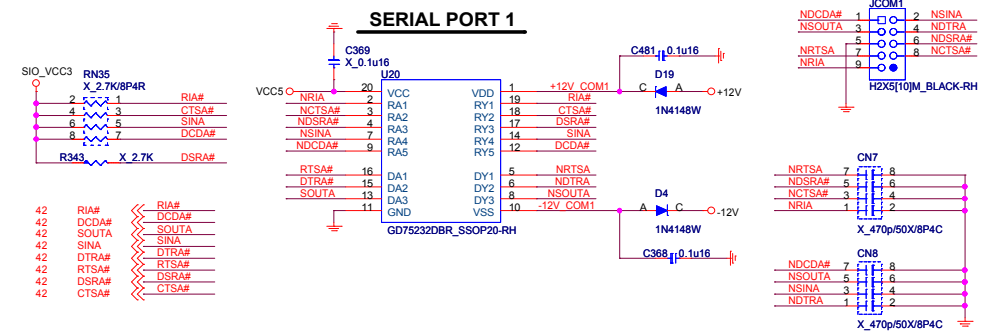 SERIAL PORT 1
SIO_VCC3
RN35
X_2.7K/8P4R
2 1 RIA#
4 3 CTSA#
6 5 SINA
8 7 DCDA#
R343 X_2.7K DSRA#
42 RIA# RIA#
42 DCDA# DCDA#
42 SOUTA SOUTA
42 SINA SINA
42 DTRA# DTRA#
42 RTSA# RTSA#
42 DSRA# DSRA#
42 CTSA# CTSA#
C369
X_0.1u16
U20
VCC5 20 VCC VDD 1 +12V_COM1
NRIA 2 RA1 RY1 19 RIA#
NCTSA# 3 RA2 RY2 18 CTSA#
NDSRA# 4 RA3 RY3 17 DSRA#
NSINA 7 RA4 RY4 14 SINA
NDCDA# 9 RA5 RY5 12 DCDA#
RTSA# 16 DA1 DY1 5 NRTSA
DTRA# 15 DA2 DY2 6 NDTRA
SOUTA 13 DA3 DY3 8 NSOUTA
11 GND VSS 10 -12V_COM1
GD75232DBR_SSOP20-RH
C481 0.1u16
D19
C A +12V
1N4148W
D4
A C -12V
1N4148W
C368 0.1u16
JCOM1
NDCDA# 1 2 NSINA
NSOUTA 3 4 NDTRA
5 6 NDSRA#
NRTSA 7 8 NCTSA#
NRIA 9
H2X5[10]M_BLACK-RH
CN7
NRTSA 7 8
NDSRA# 5 6
NCTSA# 3 4
NRIA 1 2
X_470p/50X/8P4C
CN8
NDCDA# 7 8
NSOUTA 5 6
NSINA 3 4
NDTRA 1 2
X_470p/50X/8P4C